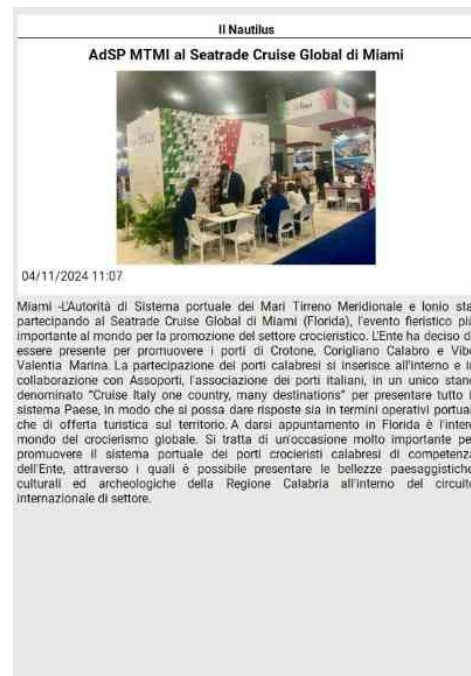 Il Nautilus
AdSP MTMI al Seatrade Cruise Global di Miami
04/11/2024 11:07
Miami -L'Autorità di Sistema portuale dei Mari Tirreno Meridionale e Ionio sta
partecipando al Seatrade Cruise Global di Miami (Florida), l'evento fieristico più
importante al mondo per la promozione del settore crocieristico. L'Ente ha deciso d
essere presente per promuovere i porti di Crotone, Corigliano Calabro e Vibo
Valentia Marina. La partecipazione dei porti calabresi si inserisce all'interno e in
collaborazione con Assoporti, l'associazione dei porti italiani, in un unico stand
denominato "Cruise Italy one country, many destinations" per presentare tutto i
sistema Paese, in modo che si possa dare risposte sia in termini operativi portual
che di offerta turistica sul territorio. A darsi appuntamento in Florida è l'intero
mondo del crocierismo globale. Si tratta di un'occasione molto importante per
promuovere il sistema portuale dei porti crocieristi calabresi di competenza
dell'Ente, attraverso i quali è possibile presentare le bellezze paesaggistiche
culturali ed archeologiche della Regione Calabria all'interno del circuito
internazionale di settore.